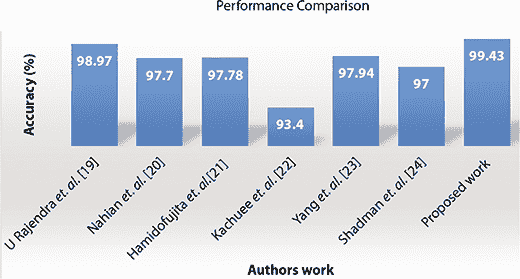 Performance Comparison
Accuracy (%)
98.97
97.7
97.78
93.4
97.94
97
99.43
U Rajendra et. al. [19]
Nahian et. al. [20]
Hamidofujita et al.[21]
Kachuee et. al. [22]
Yang et. al. [23]
Shadman et. al. [24]
Proposed work
Authors work